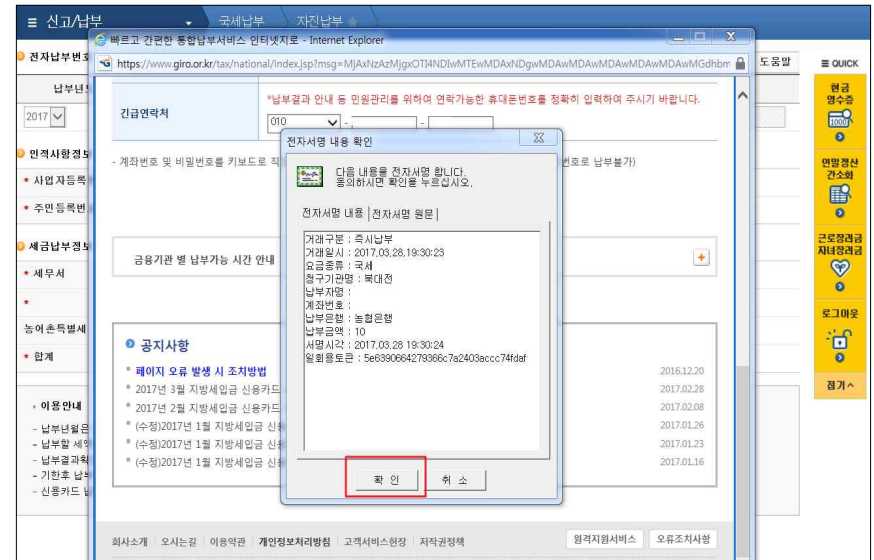 ≡ 신고/납부 국세납부 자진납부
빠르고 간편한 통합납부서비스 인터넷지로 - Internet Explorer
https://www.giro.or.kr/tax/national/index.jsp?msg=
전자납부번호
도움말
≡ QUICK
납부년
2017
*납부결과 안내 등 민원관리를 위하여 연락가능한 휴대폰번호를 정확히 입력하여 주시기 바랍니다.
긴급연락처
010 - -
현금
영수증
1000
인적사항정보
- 계좌번호 및 비밀번호를 키보드로 직
번호로 납부불가)
* 사업자등록
* 주민등록번
연말정산
간소화
전자서명 내용 확인
다음 내용을 전자서명 합니다.
동의하시면 확인을 누르십시오.
전자서명 내용 전자서명 원문
거래구분 : 즉시납부
거래일시 : 2017.03.28.19:30:23
요금종류 : 국세
청구기관명 : 북대전
납부자명 :
계좌번호 :
납부은행 : 농협은행
납부금액 : 10
서명시각 : 2017.03.28 19:30:24
일회용토큰 : 5e6390664279366c7a2403accc74fdaf
확 인 취 소
세금납부정보
* 세무서
*
농어촌특별세
* 합계
금융기관 별 납부가능 시간 안내
+
근로장려금
자녀장려금
로그아웃
접기^
공지사항
페이지 오류 발생 시 조치방법 2016.12.20
2017년 3월 지방세입금 신용카드 2017.02.28
2017년 2월 지방세입금 신용카드 2017.02.08
(수정)2017년 1월 지방세입금 신용 2017.01.26
(수정)2017년 1월 지방세입금 신용 2017.01.23
(수정)2017년 1월 지방세입금 신용 2017.01.16
이용안내
- 납부년월은
- 납부할 세액
- 납부결과확
- 기한후 납부
- 신용카드 납
회사소개 오시는길 이용약관 개인정보처리방침 고객서비스헌장 저작권정책
원격지원서비스 오류조치사항